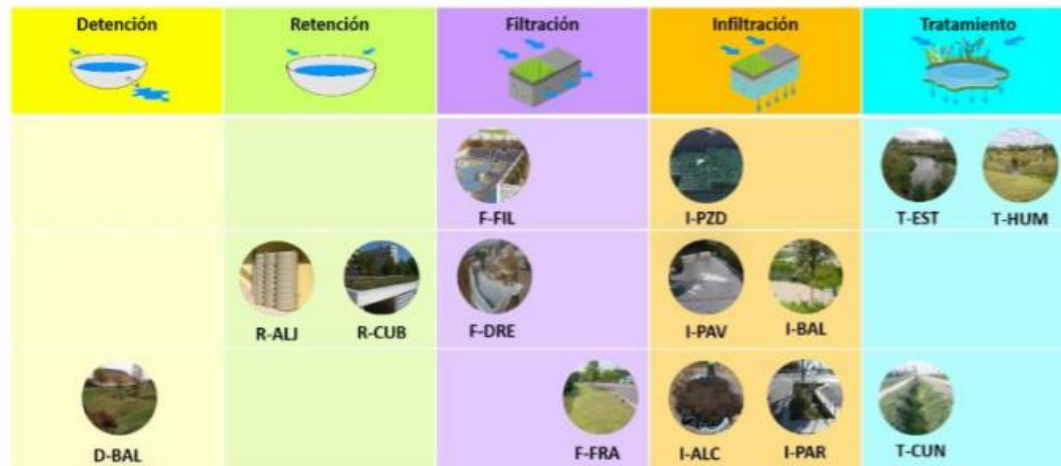 Detención Retención Filtración Infiltración Tratamiento
F-FIL I-PZD T-EST T-HUM
R-ALJ R-CUB F-DRE I-PAV I-BAL
D-BAL F-FRA I-ALC I-PAR T-CUN